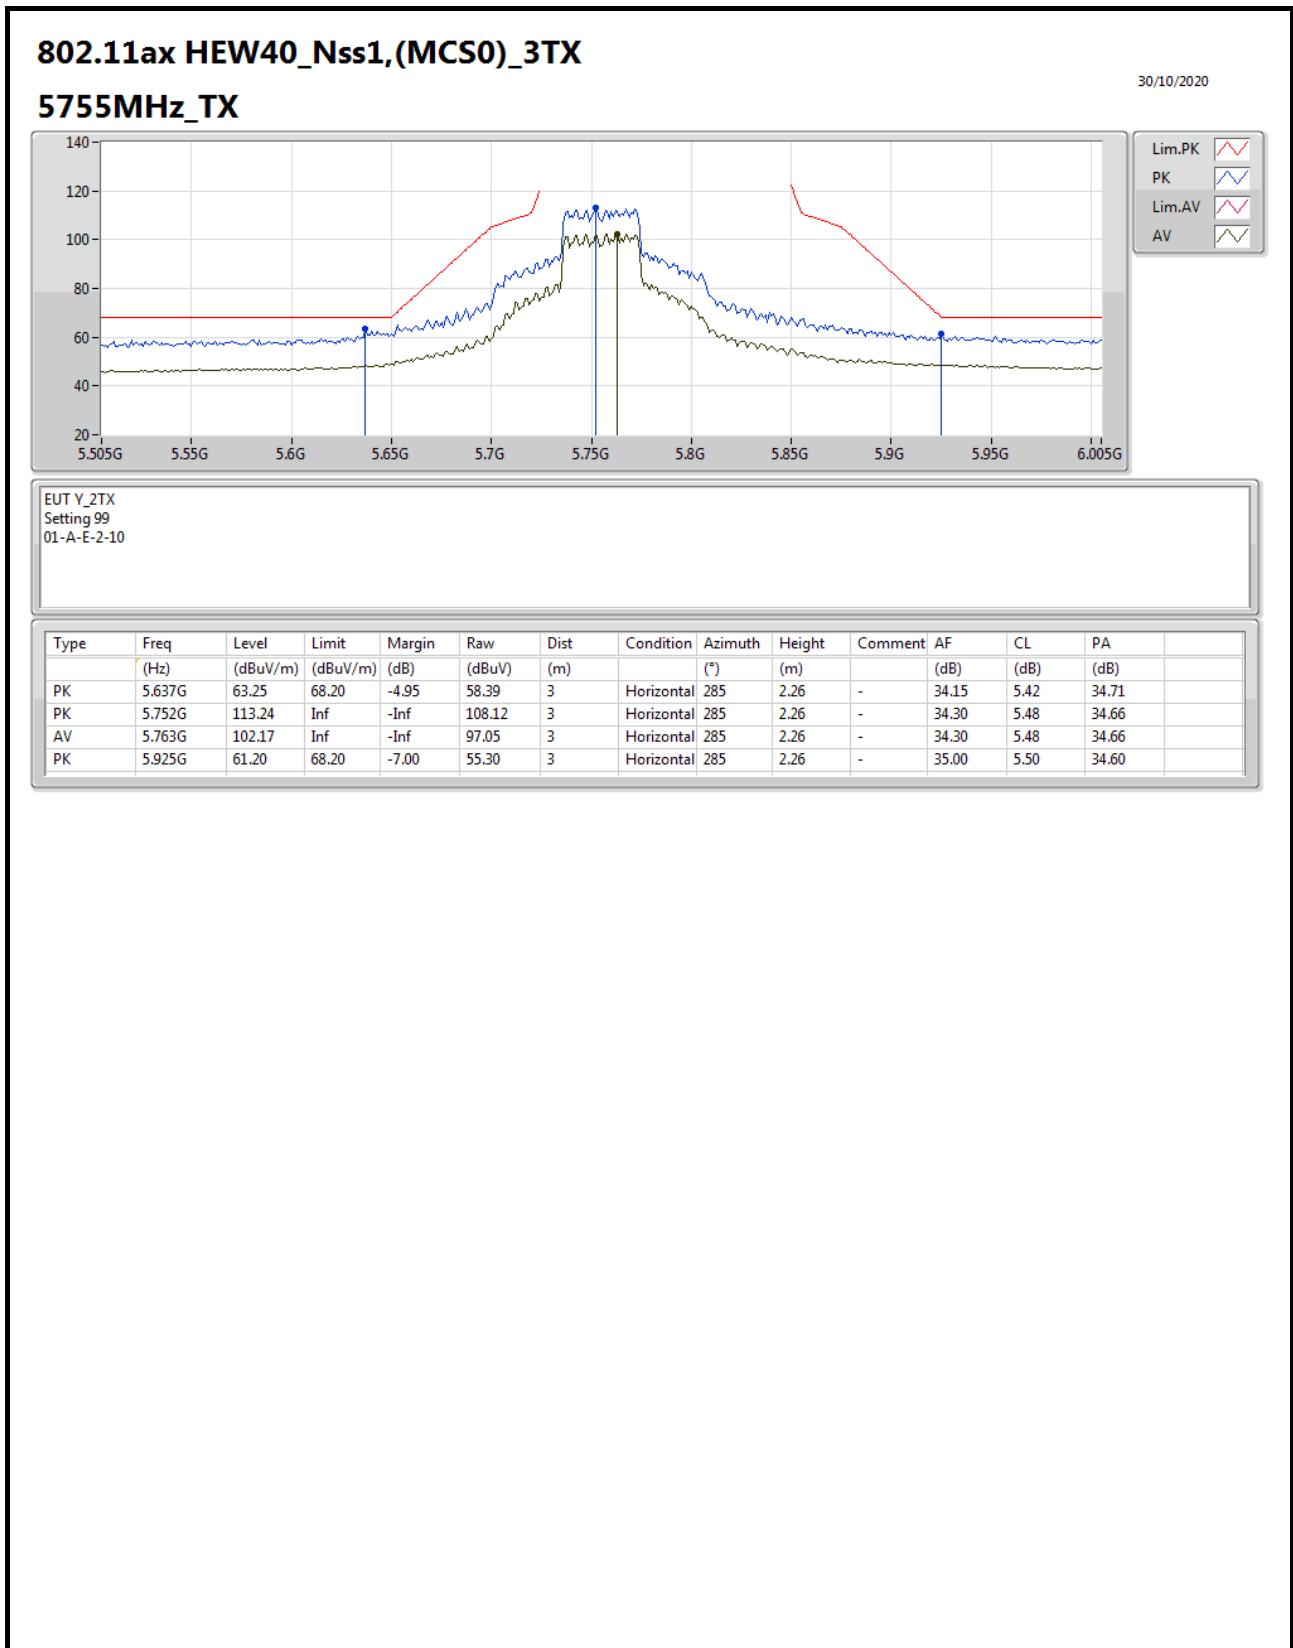 802.11ax HEW40_Nss1,(MCS0)_3TX
30/10/2020
5755MHz_TX
140
120
100
80
60
40
20
5.505G 5.55G 5.6G 5.65G 5.7G 5.75G 5.8G 5.85G 5.9G 5.95G 6.005G
Lim.PK
PK
Lim.AV
AV
EUT Y_2TX
Setting 99
01-A-E-2-10
Type Freq Level Limit Margin Raw Dist Condition Azimuth Height Comment AF CL PA
(Hz) (dBuV/m) (dBuV/m) (dB) (dBuV) (m) (°) (m) (dB) (dB) (dB)
PK 5.637G 63.25 68.20 -4.95 58.39 3 Horizontal 285 2.26 - 34.15 5.42 34.71
PK 5.752G 113.24 Inf -Inf 108.12 3 Horizontal 285 2.26 - 34.30 5.48 34.66
AV 5.763G 102.17 Inf -Inf 97.05 3 Horizontal 285 2.26 - 34.30 5.48 34.66
PK 5.925G 61.20 68.20 -7.00 55.30 3 Horizontal 285 2.26 - 35.00 5.50 34.60